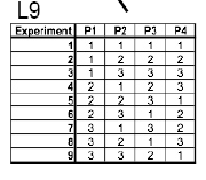 L9
Experiment P1 P2 P3 P4
1 1 1 1 1
2 1 2 2 2
3 1 3 3 3
4 2 1 2 3
5 2 2 3 1
6 2 3 1 2
7 3 1 3 2
8 3 2 1 3
9 3 3 2 1